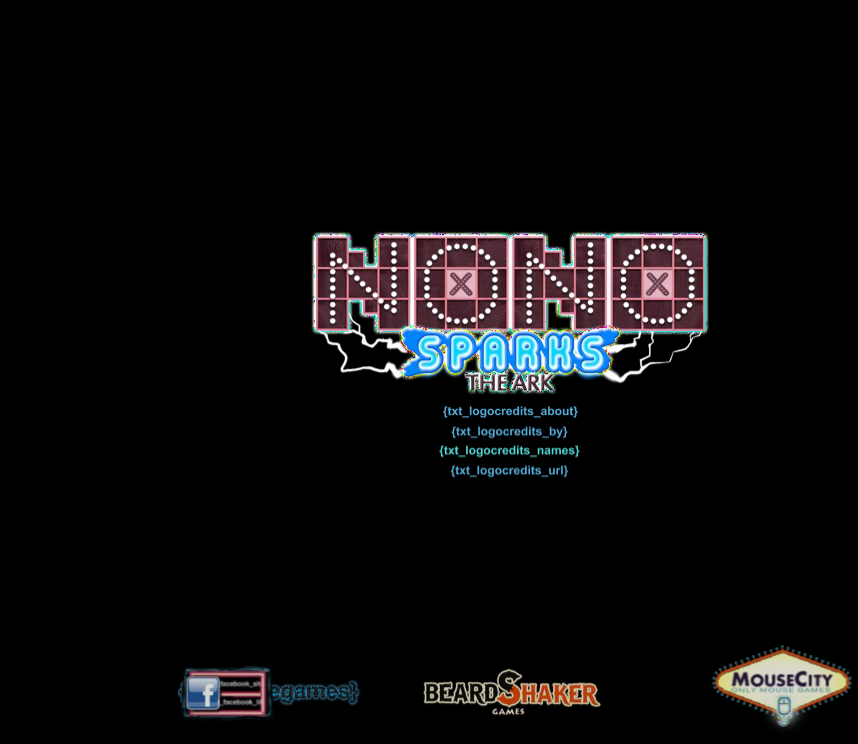 NONO
SPARKS
THE ARK
{txt_logocredits_about}
{txt_logocredits_by}
{txt_logocredits_names}
{txt_logocredits_url}
egames}
BEARDSHAKER
GAMES
MOUSECITY
ONLY MOUSE GAMES